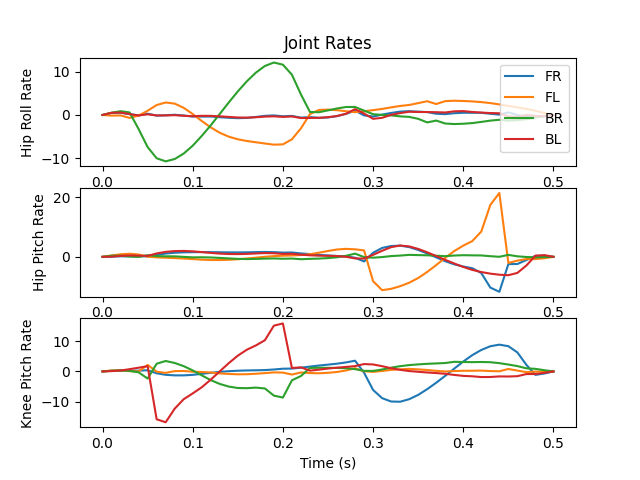 Joint Rates
Hip Roll Rate
10
0
−10
FR
FL
BR
BL
0.0 0.1 0.2 0.3 0.4 0.5
Hip Pitch Rate
20
0
0.0 0.1 0.2 0.3 0.4 0.5
Knee Pitch Rate
10
0
−10
0.0 0.1 0.2 0.3 0.4 0.5
Time (s)